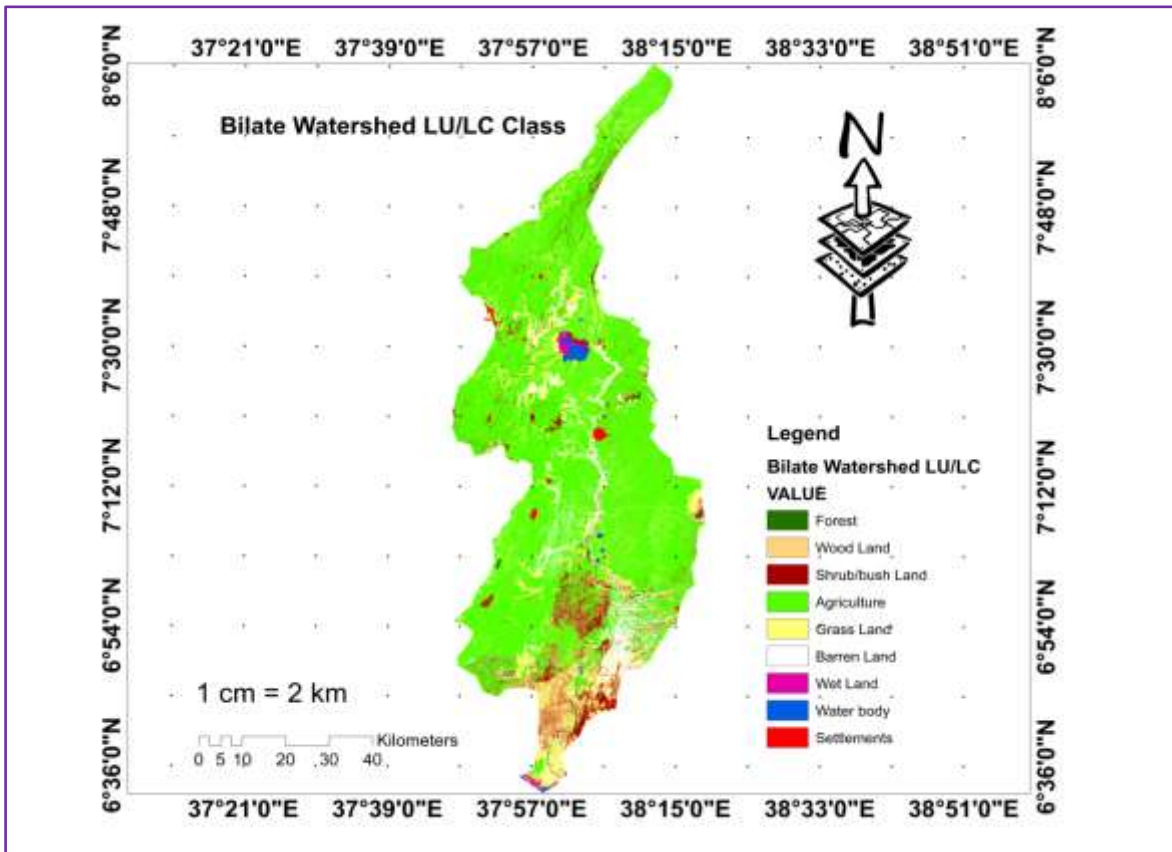 37°21'0"E 37°39'0"E 37°57'0"E 38°15'0"E 38°33'0"E 38°51'0"E
8°6'0"N
8°6'0"N
Bilate Watershed LU/LC Class
N
7°48'0"N
7°48'0"N
7°30'0"N
7°30'0"N
Legend
Bilate Watershed LU/LC
VALUE
Forest
Wood Land
Shrub/bush Land
Agriculture
Grass Land
Barren Land
Wet Land
Water body
Settlements
7°12'0"N
7°12'0"N
6°54'0"N
6°54'0"N
1 cm = 2 km
Kilometers
0 5 10 20 30 40
6°36'0"N
6°36'0"N
37°21'0"E 37°39'0"E 37°57'0"E 38°15'0"E 38°33'0"E 38°51'0"E